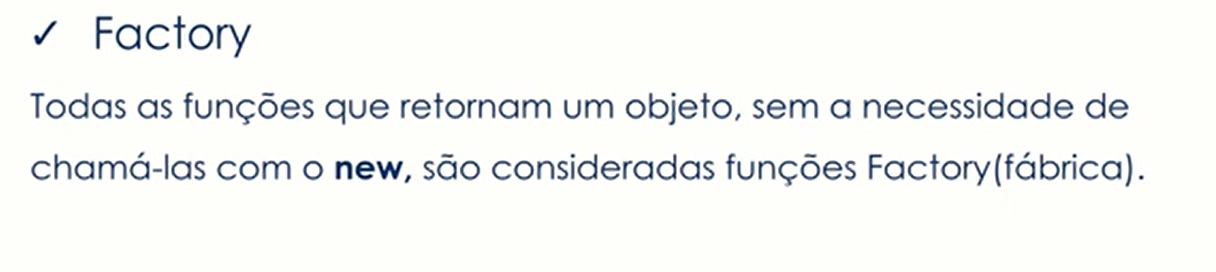 ✓ Factory
Todas as funções que retornam um objeto, sem a necessidade de
chamá-las com o new, são consideradas funções Factory(fábrica).